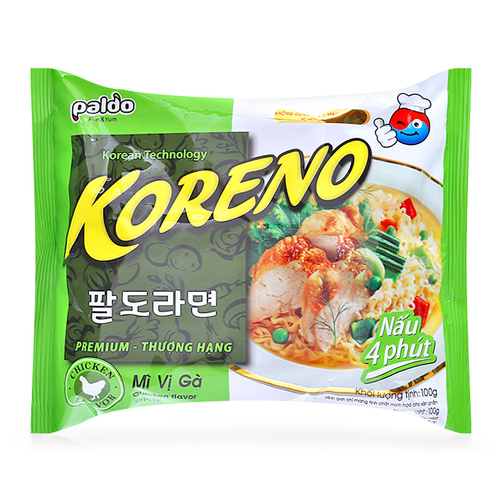 paldo
Fun & Yum
Korean Technology
KORENO
팔도라면
PREMIUM - THƯỢNG HẠNG
CHICKEN
Mì Vị Gà
Chicken flavor
Nấu
4 phút
Khối lượng tịnh: 100g